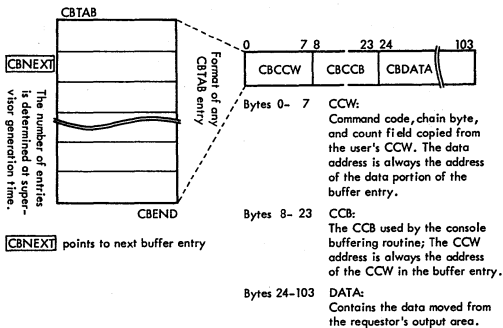 CBTAB
CBNEXT
The number of entries
is determined at super-
visor generation time.
CBEND
CBNEXT points to next buffer entry
Format of any
CBTAB entry
0 7 8 23 24 103
CBCCW CBCCB CBDATA
Bytes 0- 7 CCW:
Command code, chain byte,
and count field copied from
the user's CCW. The data
address is always the address
of the data portion of the
buffer entry.
Bytes 8- 23 CCB:
The CCB used by the console
buffering routine; The CCW
address is always the address
of the CCW in the buffer entry.
Bytes 24-103 DATA:
Contains the data moved from
the requestor's output area.